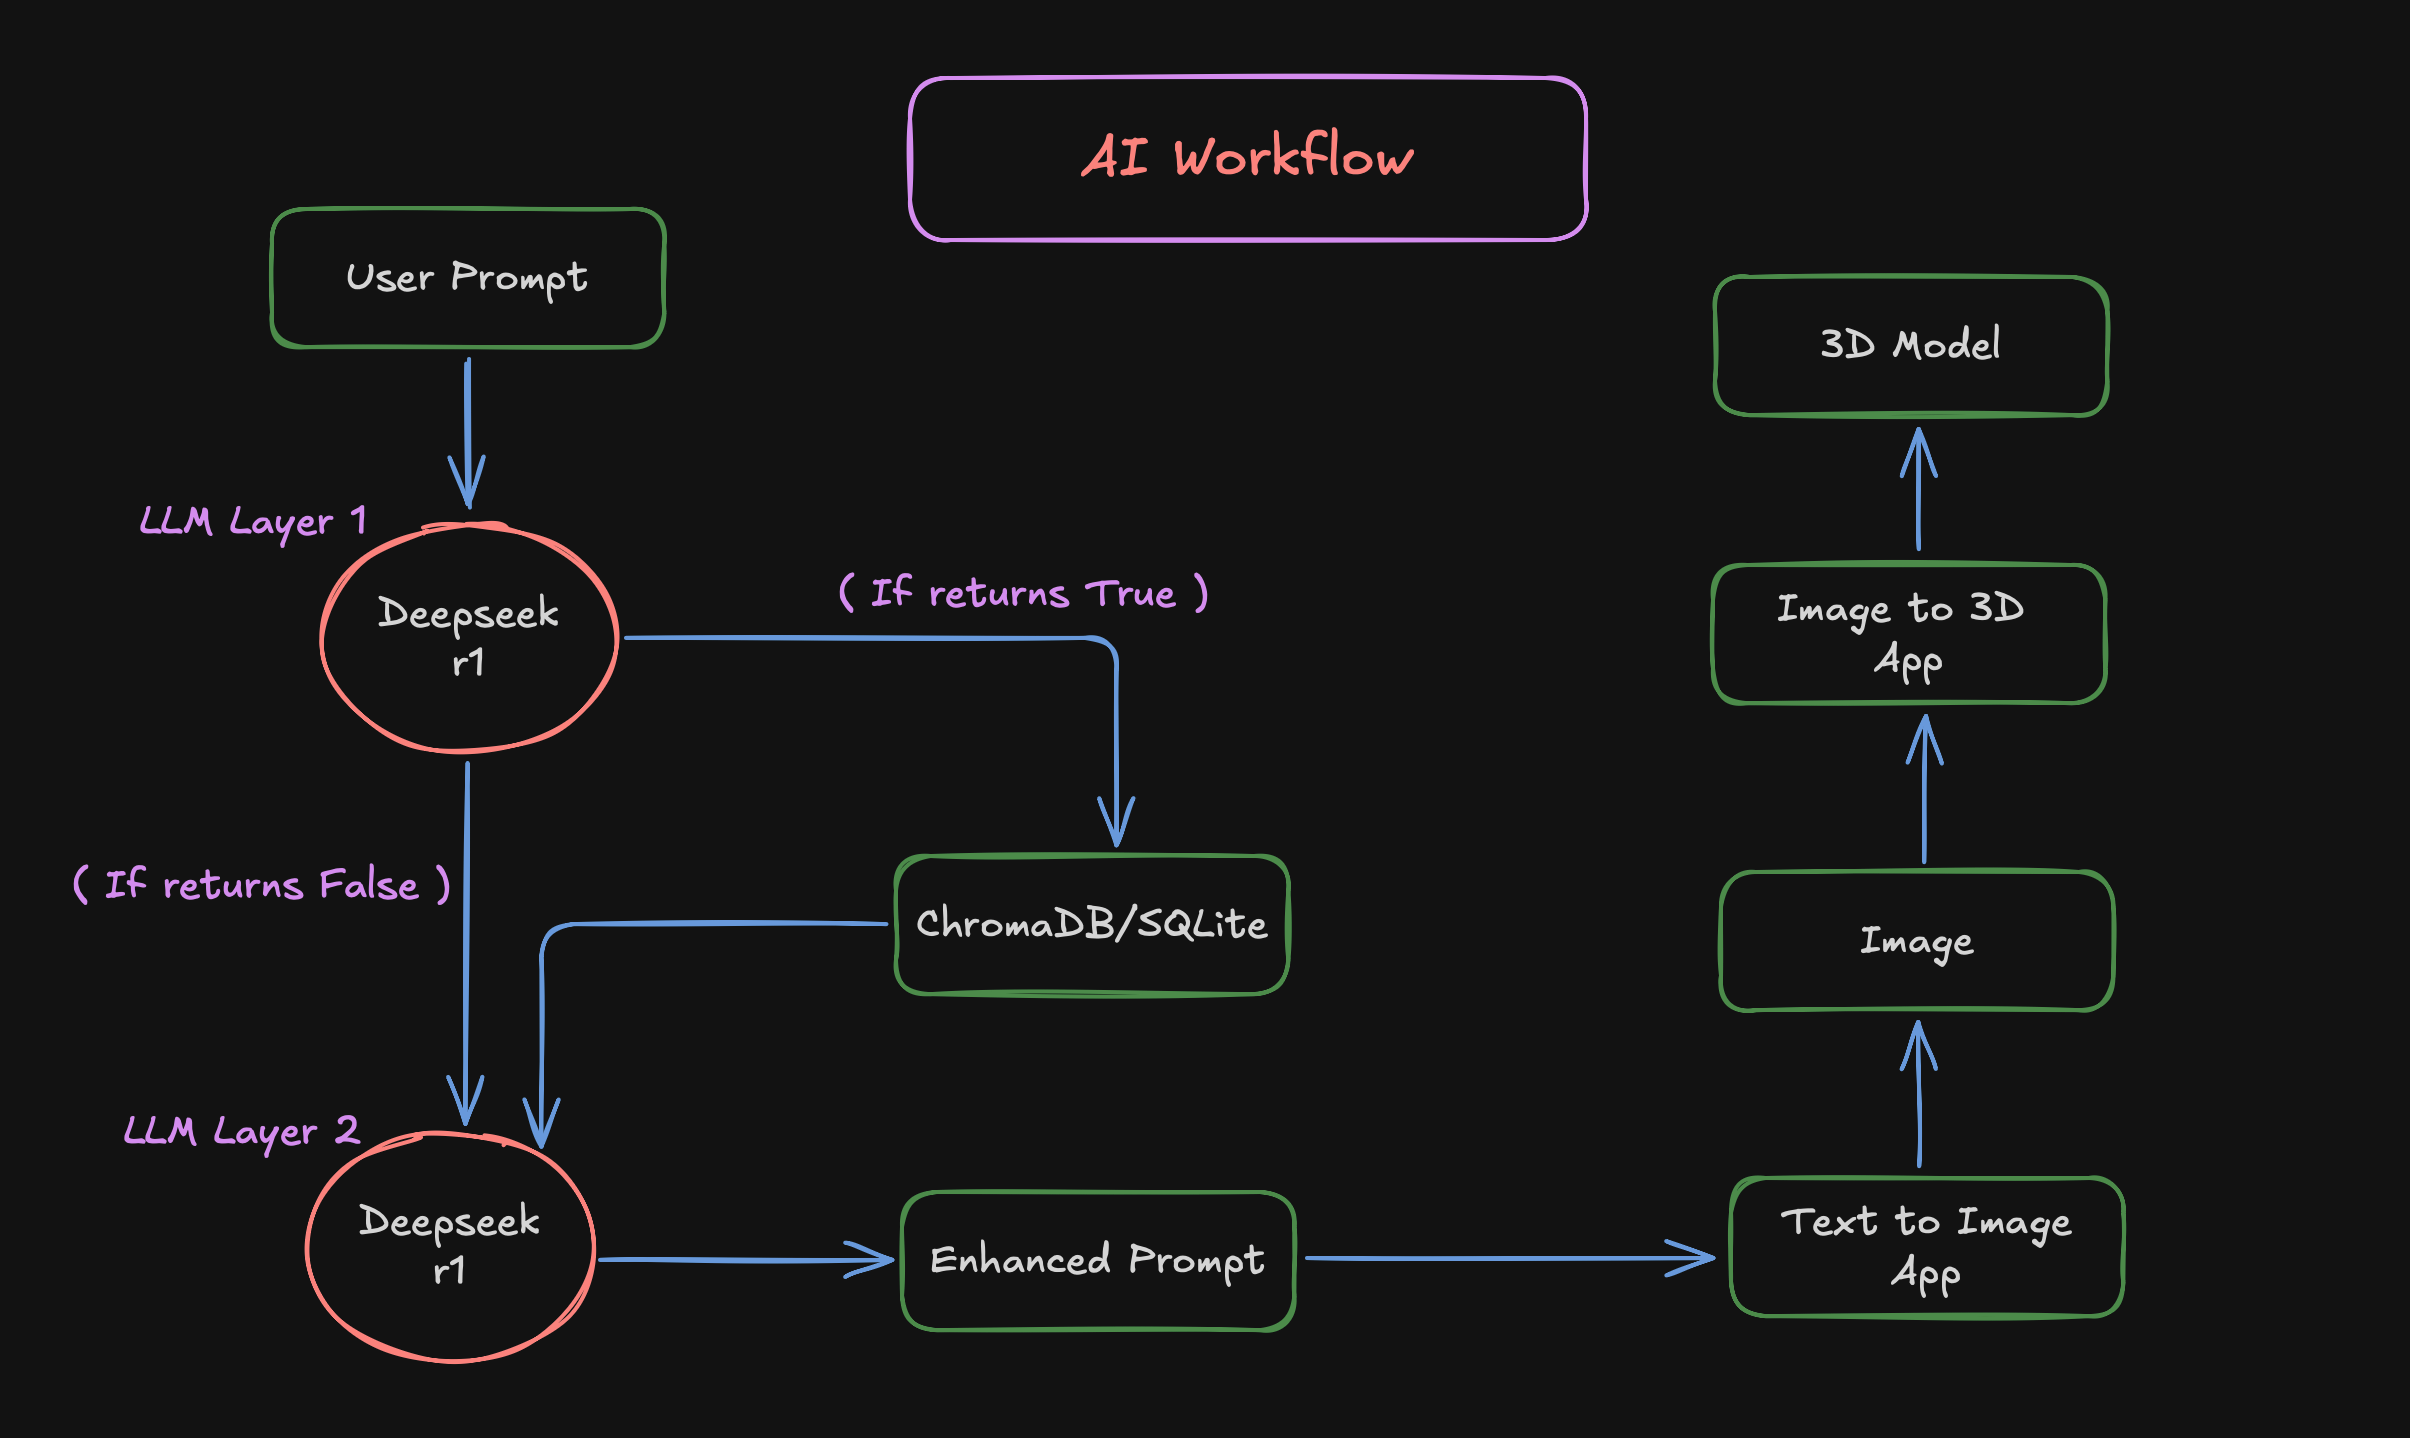 AI Workflow
User Prompt
LLM Layer 1
Deepseek
r1
( If returns True )
( If returns False )
ChromaDB/SQLite
LLM Layer 2
Deepseek
r1
Enhanced Prompt
Text to Image
App
Image
Image to 3D
App
3D Model